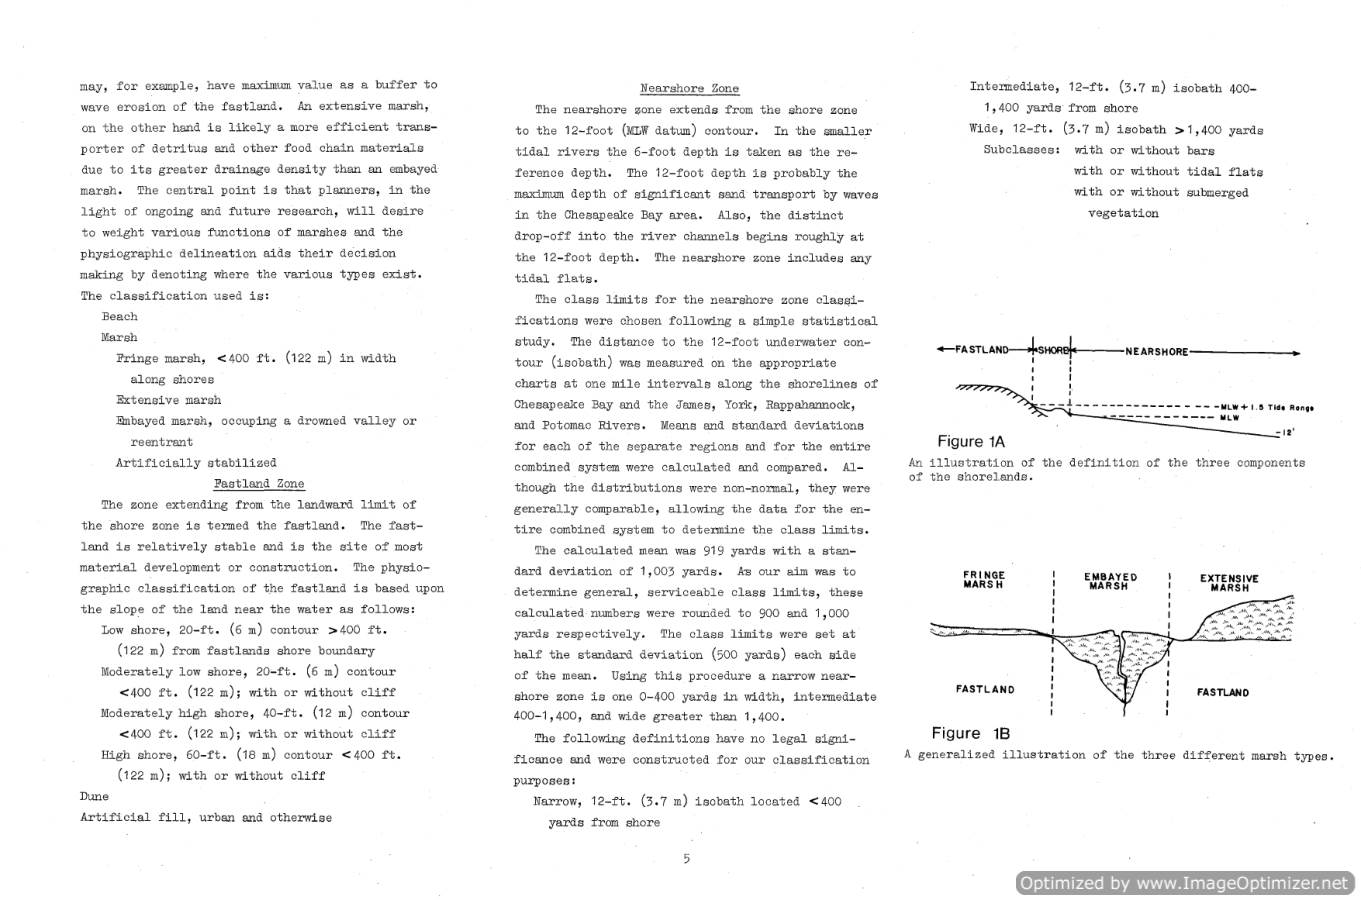 may, for example, have maximum value as a buffer to
wave erosion of the fastland. An extensive marsh,
on the other hand is likely a more efficient trans-
porter of detritus and other food chain materials
due to its greater drainage density than an embayed
marsh. The central point is that planners, in the
light of ongoing and future research, will desire
to weight various functions of marshes and the
physiographic delineation aids their decision
making by denoting where the various types exist.
The classification used is:
Beach
Marsh
Fringe marsh, <400 ft. (122 m) in width
along shores
Extensive marsh
Embayed marsh, occuping a drowned valley or
reentrant
Artificially stabilized
Fastland Zone
The zone extending from the landward limit of
the shore zone is termed the fastland. The fast-
land is relatively stable and is the site of most
material development or construction. The physio-
graphic classification of the fastland is based upon
the slope of the land near the water as follows:
Low shore, 20-ft. (6 m) contour >400 ft.
(122 m) from fastlands shore boundary
Moderately low shore, 20-ft. (6 m) contour
<400 ft. (122 m); with or without cliff
Moderately high shore, 40-ft. (12 m) contour
<400 ft. (122 m); with or without cliff
High shore, 60-ft. (18 m) contour <400 ft.
(122 m); with or without cliff
Dune
Artificial fill, urban and otherwise
Nearshore Zone
The nearshore zone extends from the shore zone
to the 12-foot (MLW datum) contour. In the smaller
tidal rivers the 6-foot depth is taken as the re-
ference depth. The 12-foot depth is probably the
maximum depth of significant sand transport by waves
in the Chesapeake Bay area. Also, the distinct
drop-off into the river channels begins roughly at
the 12-foot depth. The nearshore zone includes any
tidal flats.
The class limits for the nearshore zone classi-
fications were chosen following a simple statistical
study. The distance to the 12-foot underwater con-
tour (isobath) was measured on the appropriate
charts at one mile intervals along the shorelines of
Chesapeake Bay and the James, York, Rappahannock,
and Potomac Rivers. Means and standard deviations
for each of the separate regions and for the entire
combined system were calculated and compared. Al-
though the distributions were non-normal, they were
generally comparable, allowing the data for the en-
tire combined system to determine the class limits.
The calculated mean was 919 yards with a stan-
dard deviation of 1,003 yards. As our aim was to
determine general, serviceable class limits, these
calculated numbers were rounded to 900 and 1,000
yards respectively. The class limits were set at
half the standard deviation (500 yards) each side
of the mean. Using this procedure a narrow near-
shore zone is one 0-400 yards in width, intermediate
400-1,400, and wide greater than 1,400.
The following definitions have no legal signi-
ficance and were constructed for our classification
purposes:
Narrow, 12-ft. (3.7 m) isobath located <400
yards from shore
Intermediate, 12-ft. (3.7 m) isobath 400-
1,400 yards from shore
Wide, 12-ft. (3.7 m) isobath >1,400 yards
Subclasses: with or without bars
with or without tidal flats
with or without submerged
vegetation
FASTLAND SHORE NEARSHORE
MLW + 1.5 Tide Range
MLW
-12'
Figure 1A
An illustration of the definition of the three components
of the shorelands.
FRINGE MARSH
EMBAYED MARSH
EXTENSIVE MARSH
FASTLAND
FASTLAND
Figure 1B
A generalized illustration of the three different marsh types.
5
Optimized by www.ImageOptimizer.net